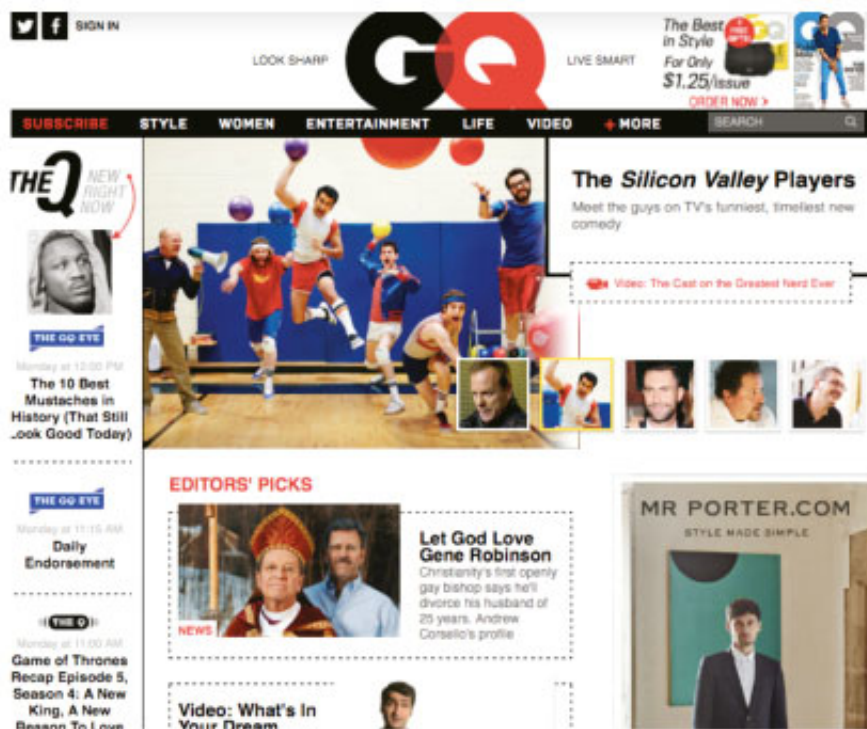 SIGN IN
LOOK SHARP
GQ
LIVE SMART
The Best
in Style
For Only
$1.25/issue
ORDER NOW >
SUBSCRIBE STYLE WOMEN ENTERTAINMENT LIFE VIDEO + MORE
SEARCH
THE Q NEW
RIGHT
NOW
THE GQ EYE
Monday at 12:00 PM
The 10 Best
Mustaches in
History (That Still
Look Good Today)
THE GQ EYE
Monday at 11:15 AM
Daily
Endorsement
THE Q
Monday at 11:00 AM
Game of Thrones
Recap Episode 5,
Season 4: A New
King, A New
Reason To Love
The Silicon Valley Players
Meet the guys on TV's funniest, timeliest new
comedy
Video: The Cast on the Greatest Nerd Ever
EDITORS' PICKS
NEWS
Let God Love
Gene Robinson
Christianity's first openly
gay bishop says he'll
divorce his husband of
25 years. Andrew
Corsello's profile
Video: What's In
Your Dream
MR PORTER.COM
STYLE MADE SIMPLE